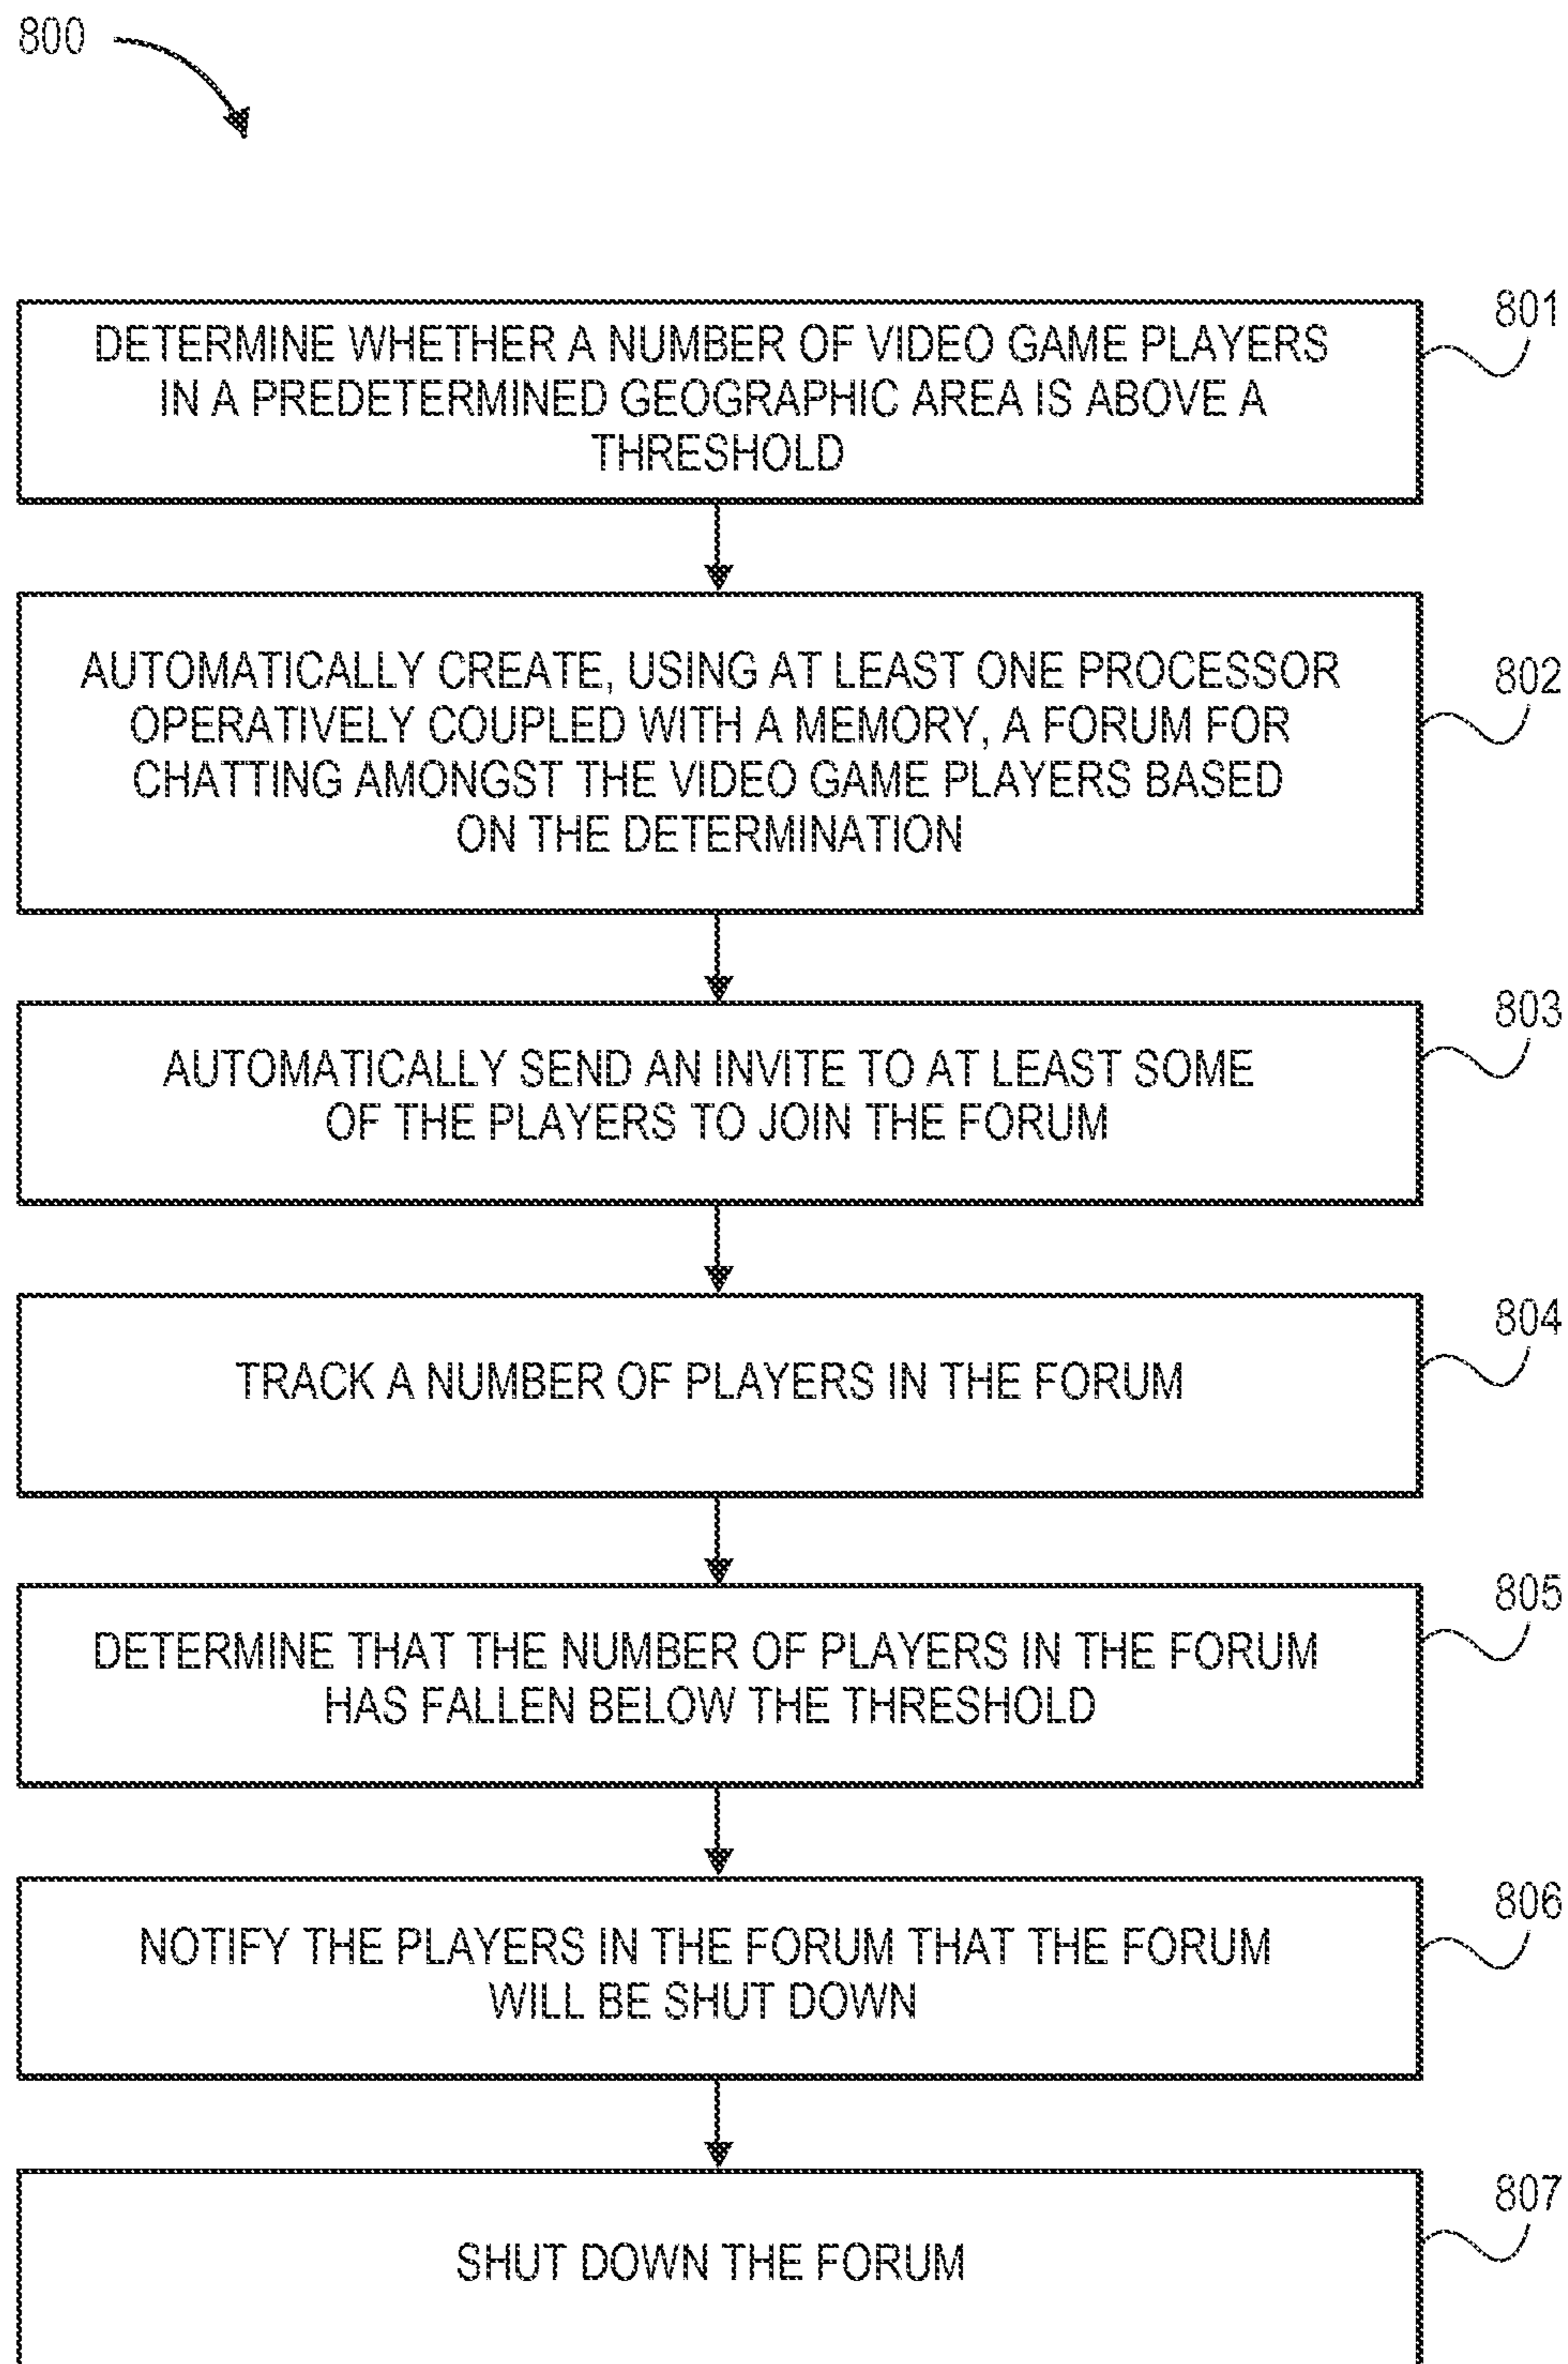 800
801
DETERMINE WHETHER A NUMBER OF VIDEO GAME PLAYERS
IN A PREDETERMINED GEOGRAPHIC AREA IS ABOVE A
THRESHOLD
802
AUTOMATICALLY CREATE, USING AT LEAST ONE PROCESSOR
OPERATIVELY COUPLED WITH A MEMORY, A FORUM FOR
CHATTING AMONGST THE VIDEO GAME PLAYERS BASED
ON THE DETERMINATION
803
AUTOMATICALLY SEND AN INVITE TO AT LEAST SOME
OF THE PLAYERS TO JOIN THE FORUM
804
TRACK A NUMBER OF PLAYERS IN THE FORUM
805
DETERMINE THAT THE NUMBER OF PLAYERS IN THE FORUM
HAS FALLEN BELOW THE THRESHOLD
806
NOTIFY THE PLAYERS IN THE FORUM THAT THE FORUM
WILL BE SHUT DOWN
807
SHUT DOWN THE FORUM